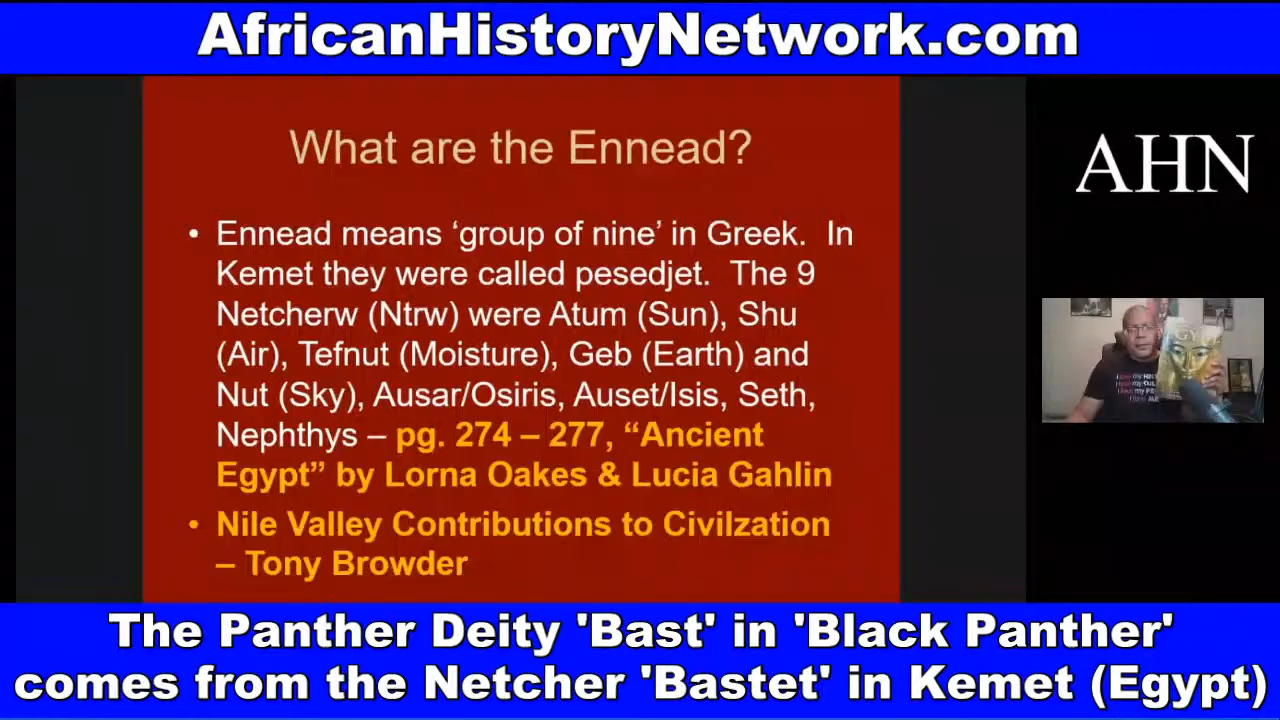 AfricanHistoryNetwork.com
What are the Ennead?
• Ennead means ‘group of nine’ in Greek.  In
Kemet they were called pesedjet.  The 9
Netcherw (Ntrw) were Atum (Sun), Shu
(Air), Tefnut (Moisture), Geb (Earth) and
Nut (Sky), Ausar/Osiris, Auset/Isis, Seth,
Nephthys – pg. 274 – 277, “Ancient
Egypt” by Lorna Oakes & Lucia Gahlin
• Nile Valley Contributions to Civilzation
– Tony Browder
AHN
The Panther Deity 'Bast' in 'Black Panther'
comes from the Netcher 'Bastet' in Kemet (Egypt)